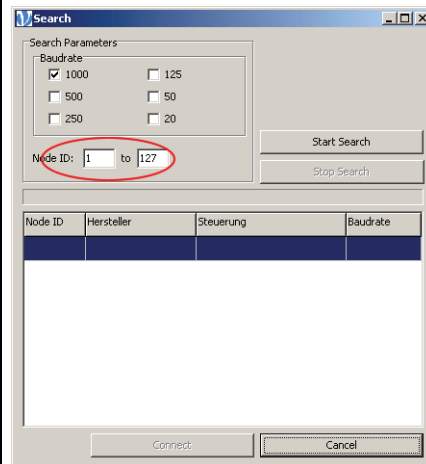 Search
Search Parameters
Baudrate
1000 125
500 50
250 20
Node ID: 1 to 127
Start Search
Stop Search
Node ID Hersteller Steuerung Baudrate
Connect Cancel